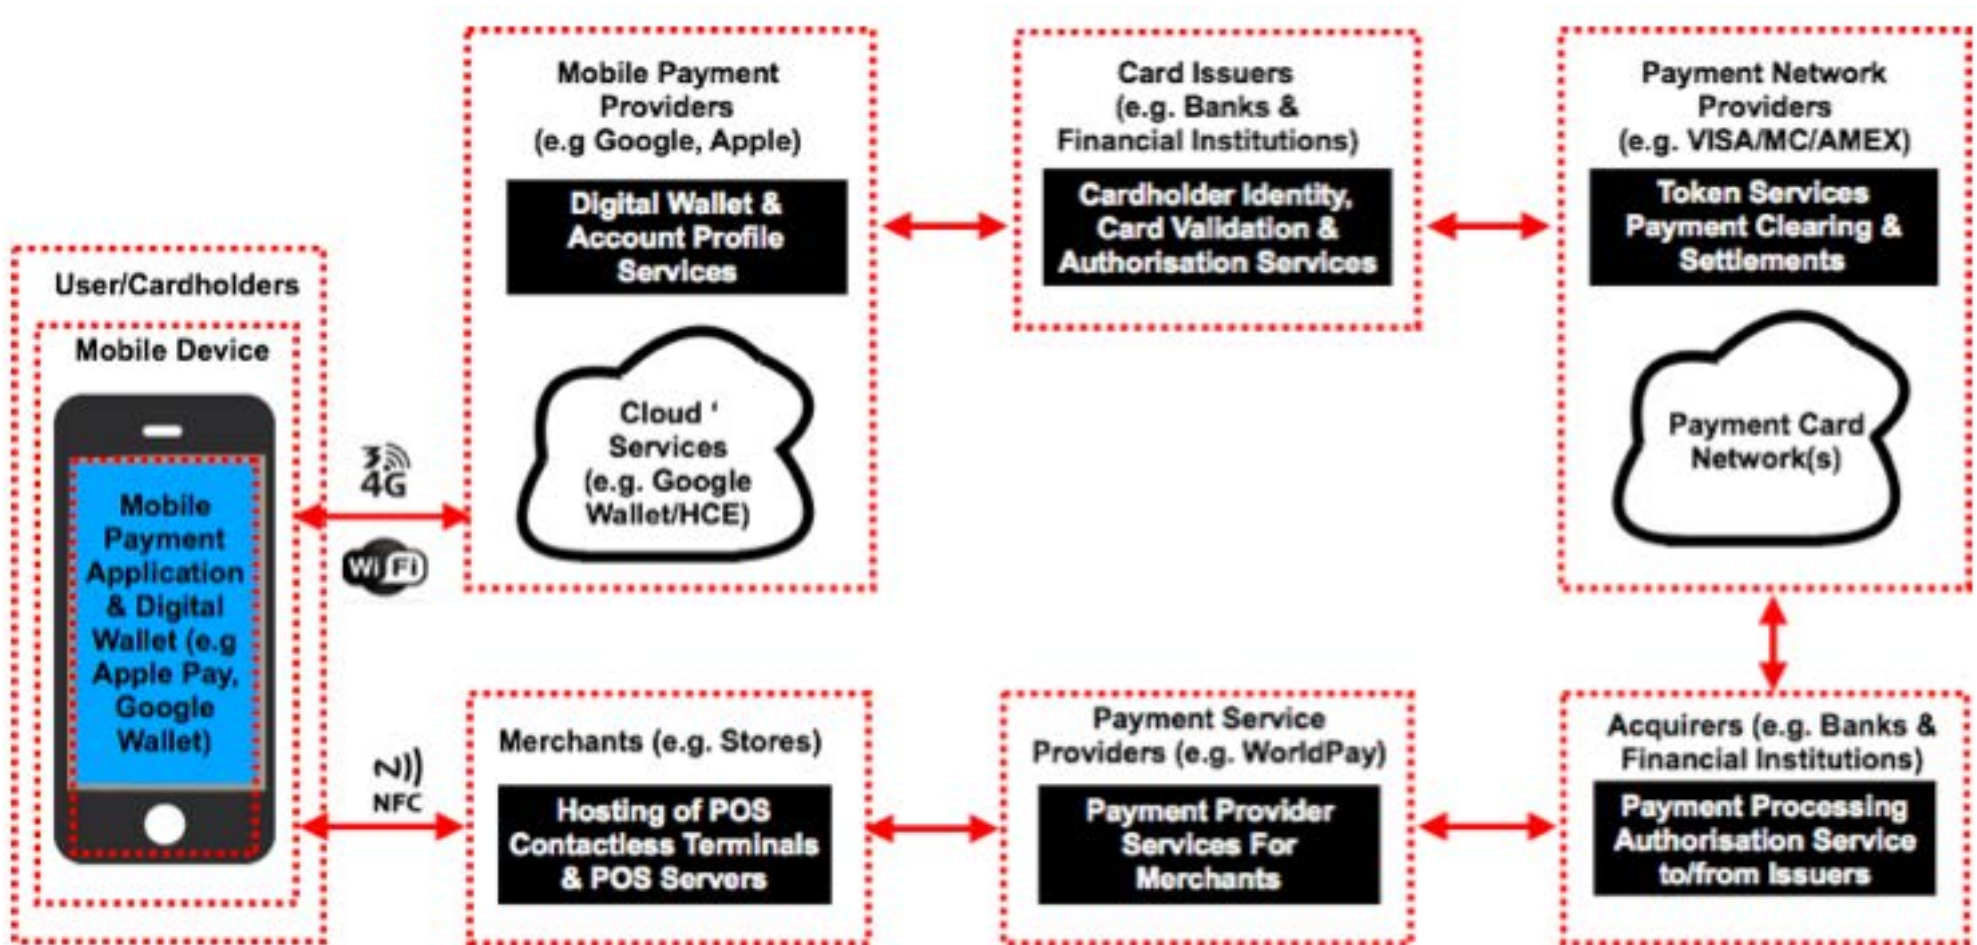 User/Cardholders
Mobile Device
Mobile
Payment
Application
& Digital
Wallet (e.g
Apple Pay,
Google
Wallet)
3
4G
Wi Fi
N
NFC
Mobile Payment
Providers
(e.g Google, Apple)
Digital Wallet &
Account Profile
Services
Cloud ‘
Services
(e.g. Google
Wallet/HCE)
Card Issuers
(e.g. Banks &
Financial Institutions)
Cardholder Identity,
Card Validation &
Authorisation Services
Payment Network
Providers
(e.g. VISA/MC/AMEX)
Token Services
Payment Clearing &
Settlements
Payment Card
Network(s)
Merchants (e.g. Stores)
Hosting of POS
Contactless Terminals
& POS Servers
Payment Service
Providers (e.g. WorldPay)
Payment Provider
Services For
Merchants
Acquirers (e.g. Banks &
Financial Institutions)
Payment Processing
Authorisation Service
to/from Issuers